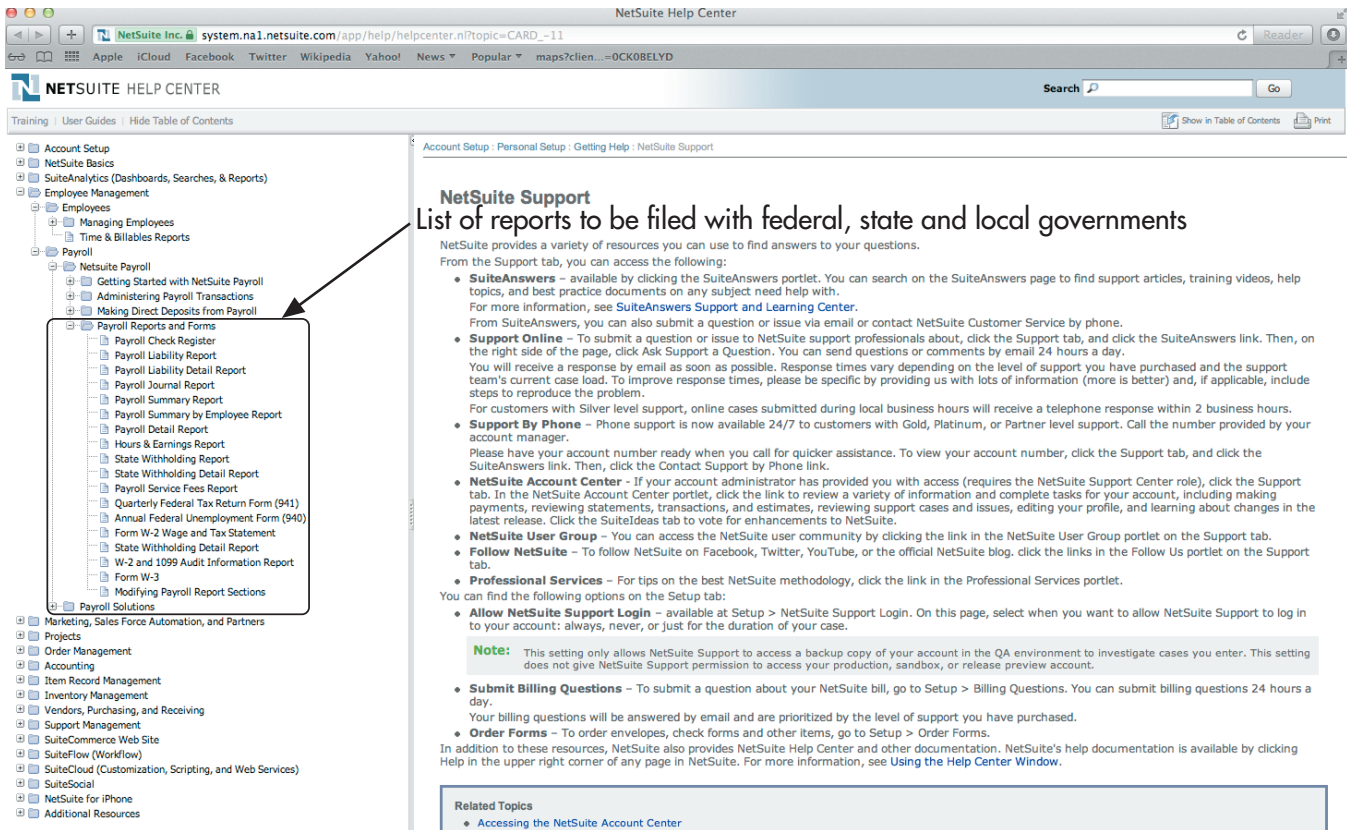 NetSuite Help Center
NetSuite Inc. system.na1.netsuite.com/app/help/helpcenter.nl?topic=CARD_-11
Reader
Apple iCloud Facebook Twitter Wikipedia Yahoo! News Popular maps?clien...=0CK0BELYD
NETSUITE HELP CENTER
Search
Go
Training | User Guides | Hide Table of Contents
Show in Table of Contents
Print
Account Setup
NetSuite Basics
SuiteAnalytics (Dashboards, Searches, & Reports)
Employee Management
Employees
Managing Employees
Time & Billables Reports
Payroll
Netsuite Payroll
Getting Started with NetSuite Payroll
Administering Payroll Transactions
Making Direct Deposits from Payroll
Payroll Reports and Forms
Payroll Check Register
Payroll Liability Report
Payroll Liability Detail Report
Payroll Journal Report
Payroll Summary Report
Payroll Summary by Employee Report
Payroll Detail Report
Hours & Earnings Report
State Withholding Report
State Withholding Detail Report
Payroll Service Fees Report
Quarterly Federal Tax Return Form (941)
Annual Federal Unemployment Form (940)
Form W-2 Wage and Tax Statement
State Withholding Detail Report
W-2 and 1099 Audit Information Report
Form W-3
Modifying Payroll Report Sections
Payroll Solutions
Marketing, Sales Force Automation, and Partners
Projects
Order Management
Accounting
Item Record Management
Inventory Management
Vendors, Purchasing, and Receiving
Support Management
SuiteCommerce Web Site
SuiteFlow (Workflow)
SuiteCloud (Customization, Scripting, and Web Services)
SuiteSocial
NetSuite for iPhone
Additional Resources
Account Setup : Personal Setup : Getting Help : NetSuite Support
NetSuite Support
List of reports to be filed with federal, state and local governments
NetSuite provides a variety of resources you can use to find answers to your questions.
From the Support tab, you can access the following:
• SuiteAnswers – available by clicking the SuiteAnswers portlet. You can search on the SuiteAnswers page to find support articles, training videos, help
topics, and best practice documents on any subject need help with.
For more information, see SuiteAnswers Support and Learning Center.
From SuiteAnswers, you can also submit a question or issue via email or contact NetSuite Customer Service by phone.
• Support Online – To submit a question or issue to NetSuite support professionals about, click the Support tab, and click the SuiteAnswers link. Then, on
the right side of the page, click Ask Support a Question. You can send questions or comments by email 24 hours a day.
You will receive a response by email as soon as possible. Response times vary depending on the level of support you have purchased and the support
team's current case load. To improve response times, please be specific by providing us with lots of information (more is better) and, if applicable, include
steps to reproduce the problem.
For customers with Silver level support, online cases submitted during local business hours will receive a telephone response within 2 business hours.
• Support By Phone – Phone support is now available 24/7 to customers with Gold, Platinum, or Partner level support. Call the number provided by your
account manager.
Please have your account number ready when you call for quicker assistance. To view your account number, click the Support tab, and click the
SuiteAnswers link. Then, click the Contact Support by Phone link.
• NetSuite Account Center - If your account administrator has provided you with access (requires the NetSuite Support Center role), click the Support
tab. In the NetSuite Account Center portlet, click the link to review a variety of information and complete tasks for your account, including making
payments, reviewing statements, transactions, and estimates, reviewing support cases and issues, editing your profile, and learning about changes in the
latest release. Click the SuiteIdeas tab to vote for enhancements to NetSuite.
• NetSuite User Group – You can access the NetSuite user community by clicking the link in the NetSuite User Group portlet on the Support tab.
• Follow NetSuite – To follow NetSuite on Facebook, Twitter, YouTube, or the official NetSuite blog. click the links in the Follow Us portlet on the Support
tab.
• Professional Services – For tips on the best NetSuite methodology, click the link in the Professional Services portlet.
You can find the following options on the Setup tab:
• Allow NetSuite Support Login – available at Setup > NetSuite Support Login. On this page, select when you want to allow NetSuite Support to log in
to your account: always, never, or just for the duration of your case.
Note: This setting only allows NetSuite Support to access a backup copy of your account in the QA environment to investigate cases you enter. This setting
does not give NetSuite Support permission to access your production, sandbox, or release preview account.
• Submit Billing Questions – To submit a question about your NetSuite bill, go to Setup > Billing Questions. You can submit billing questions 24 hours a
day.
Your billing questions will be answered by email and are prioritized by the level of support you have purchased.
• Order Forms – To order envelopes, check forms and other items, go to Setup > Order Forms.
In addition to these resources, NetSuite also provides NetSuite Help Center and other documentation. NetSuite's help documentation is available by clicking
Help in the upper right corner of any page in NetSuite. For more information, see Using the Help Center Window.
Related Topics
• Accessing the NetSuite Account Center